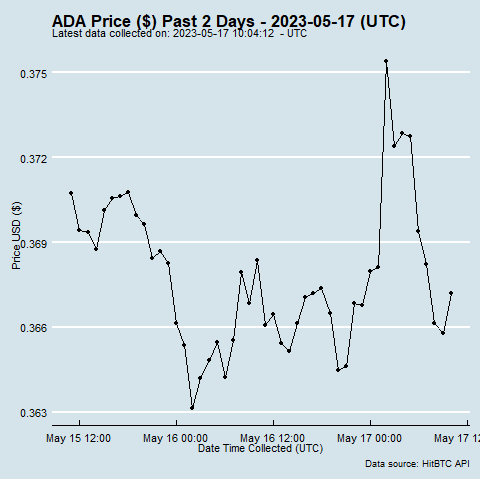 ADA Price ($) Past 2 Days - 2023-05-17 (UTC)
Latest data collected on: 2023-05-17 10:04:12 - UTC
0.375
0.372
0.369
0.366
0.363
Price USD ($)
May 15 12:00 May 16 00:00 May 16 12:00 May 17 00:00 May 17 12
Date Time Collected (UTC)
Data source: HitBTC API